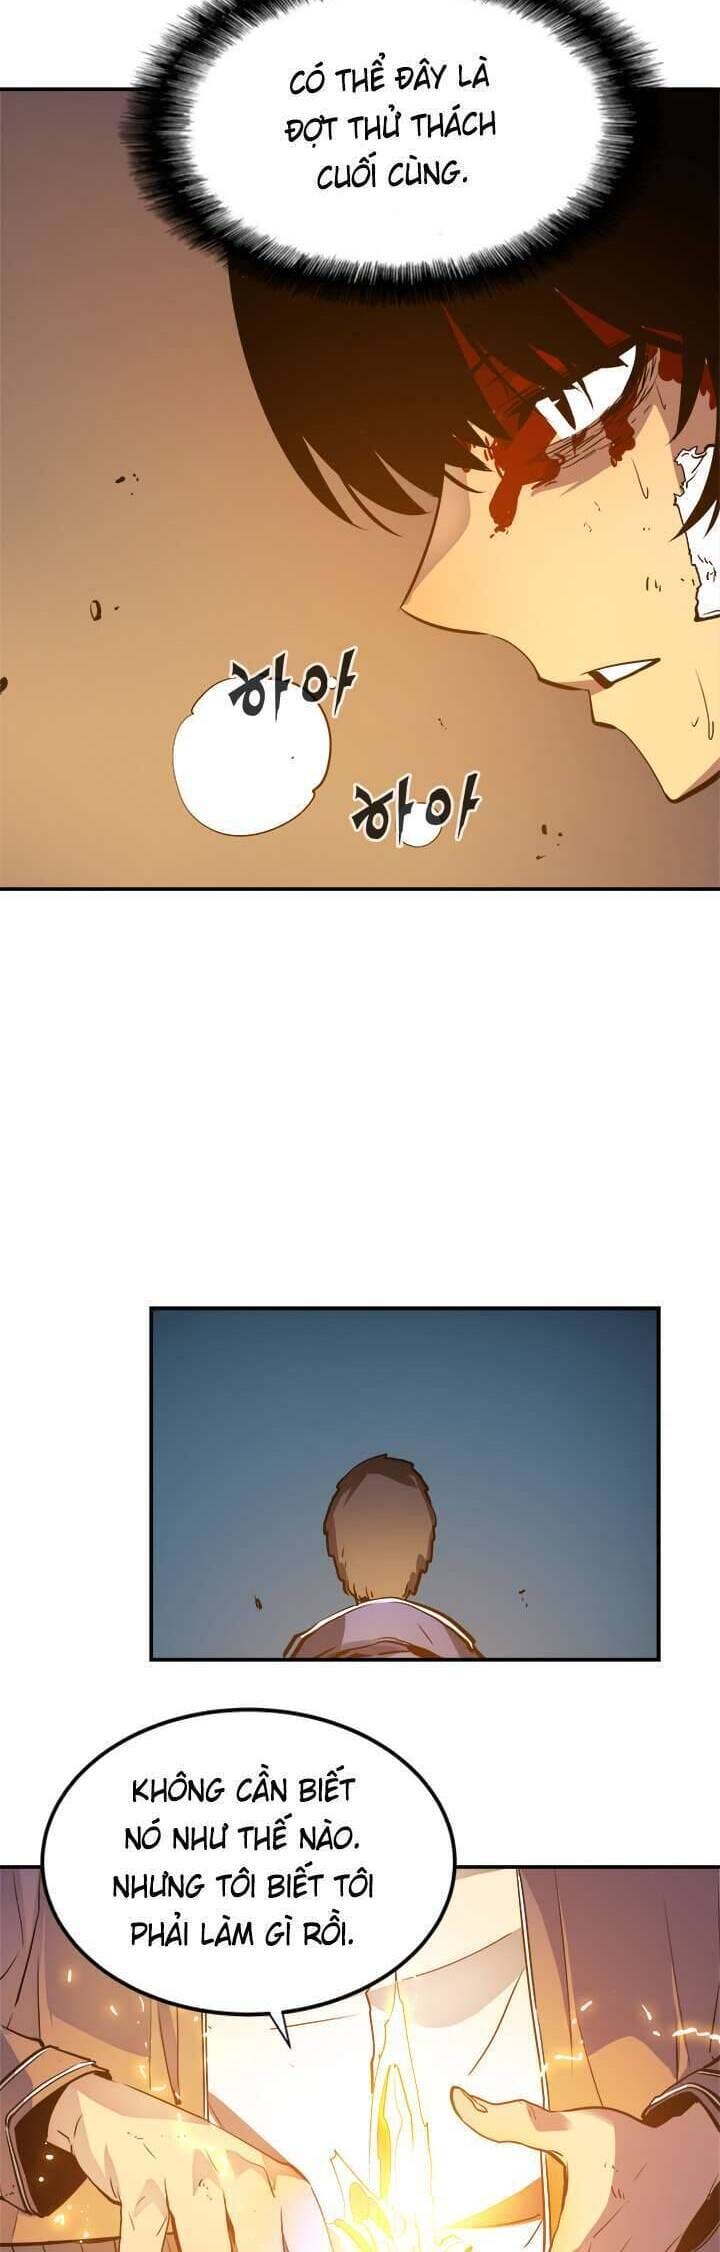 CÓ THỂ ĐÂY LÀ
ĐỢT THỬ THÁCH
CUỐI CÙNG.
하아
하아
KHÔNG CẦN BIẾT
NÓ NHƯ THẾ NÀO.
NHƯNG TÔI BIẾT TÔI
PHẢI LÀM GÌ RỒI.